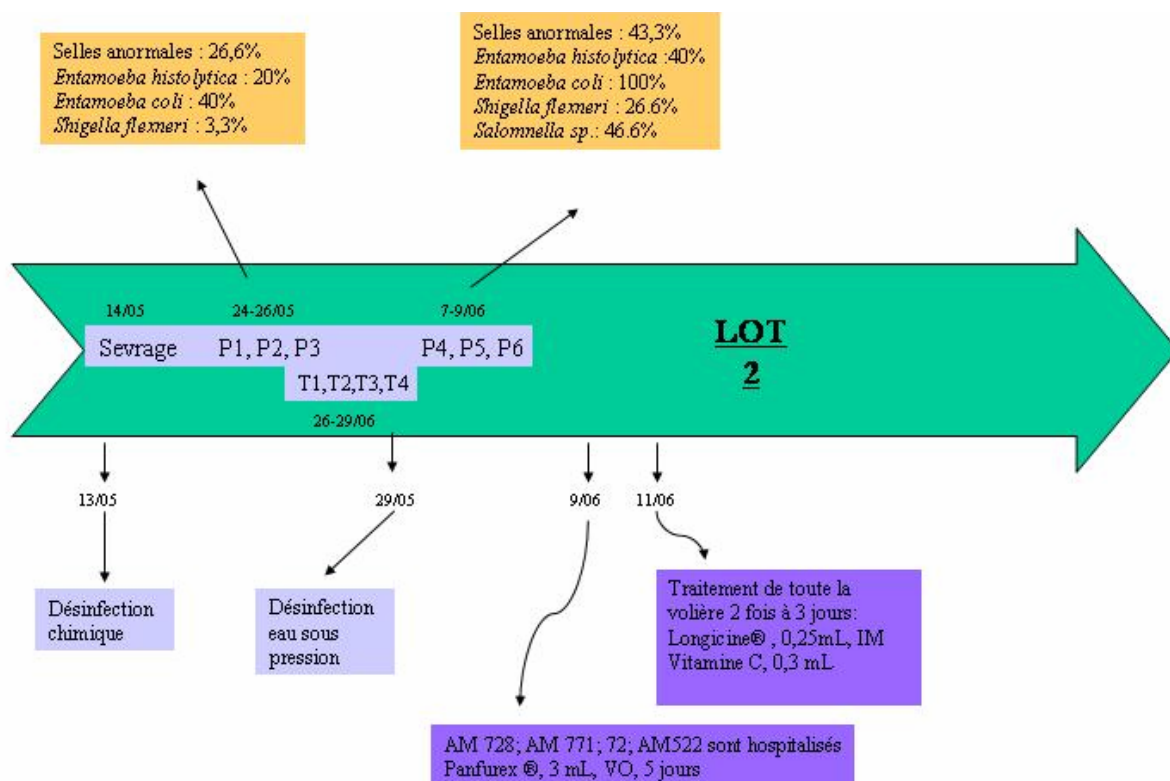 Selles anormales : 26,6%
Entamoeba histolytica : 20%
Entamoeba coli : 40%
Shigella flexneri : 3,3%
Selles anormales : 43,3%
Entamoeba histolytica :40%
Entamoeba coli : 100%
Shigella flexneri : 26.6%
Salomnella sp.: 46.6%
14/05
24-26/05
7-9/06
Sevrage
P1, P2, P3
P4, P5, P6
T1,T2,T3,T4
26-29/06
LOT
2
13/05
29/05
9/06
11/06
Désinfection
chimique
Désinfection
eau sous
pression
Traitement de toute la
volière 2 fois à 3 jours:
Longicine® , 0,25mL, IM
Vitamine C, 0,3 mL
AM 728; AM 771; 72; AM522 sont hospitalisés
Panfurex ®, 3 mL, VO, 5 jours